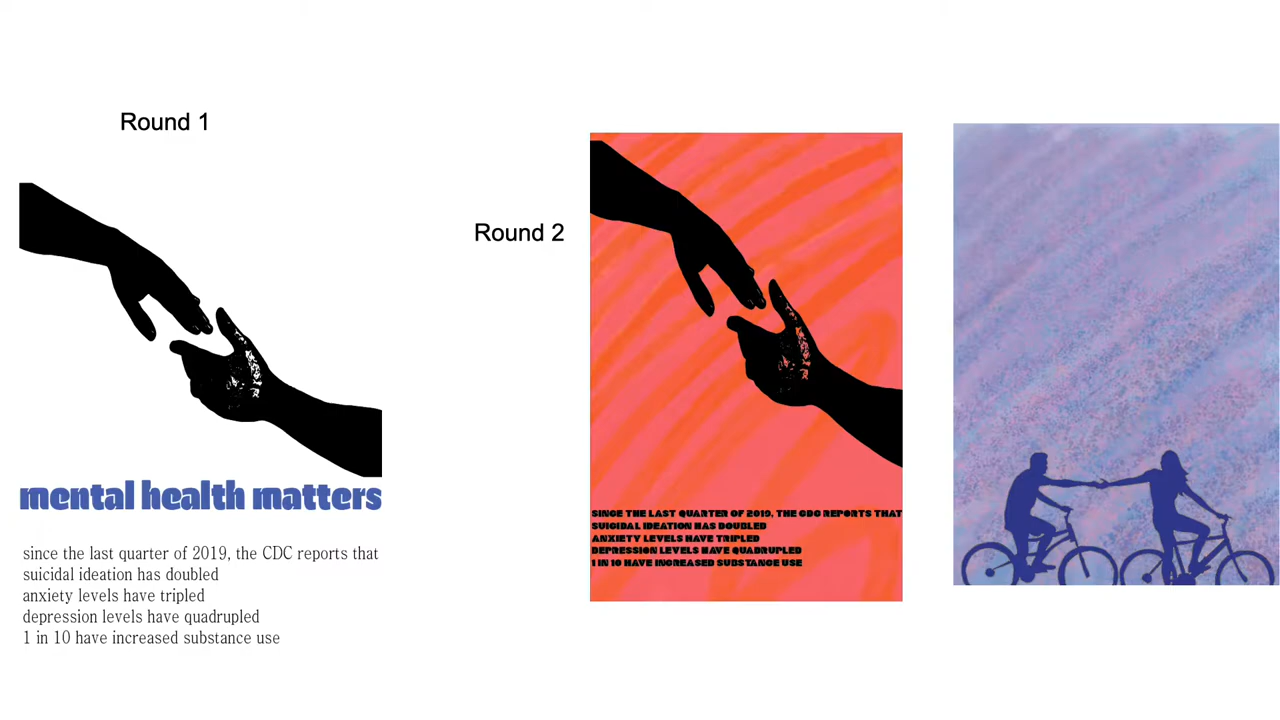 Round 1
mental health matters
since the last quarter of 2019, the CDC reports that
suicidal ideation has doubled
anxiety levels have tripled
depression levels have quadrupled
1 in 10 have increased substance use
Round 2
SINCE THE LAST QUARTER OF 2019, THE CDC REPORTS THAT
SUICIDAL IDEATION HAS DOUBLED
ANXIETY LEVELS HAVE TRIPLED
DEPRESSION LEVELS HAVE QUADRUPLED
1 IN 10 HAVE INCREASED SUBSTANCE USE